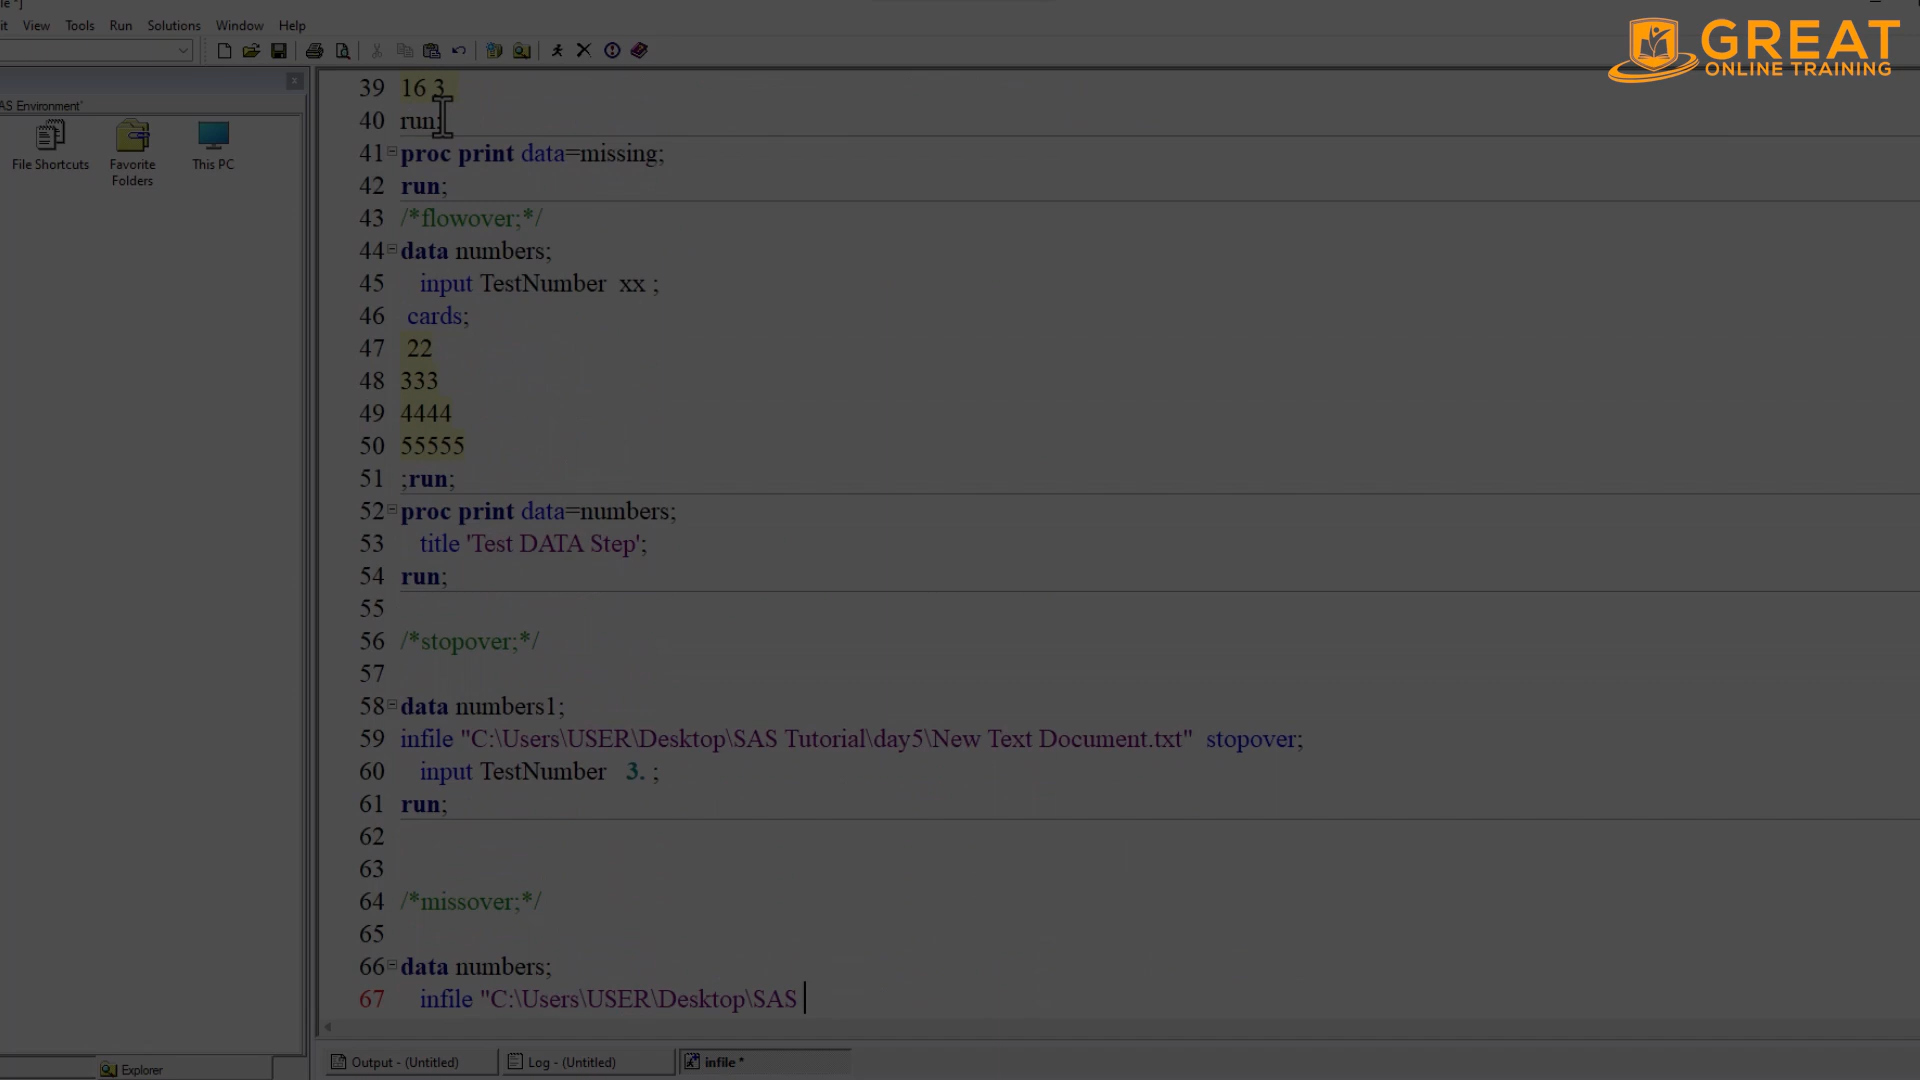 le *]
it View Tools Run Solutions Window Help
GREAT
ONLINE TRAINING
AS Environment'
File Shortcuts
Favorite
Folders
This PC
39 16 3
40 run;
41 proc print data=missing;
42 run;
43 /*flowover;*/
44 data numbers;
45 input TestNumber xx ;
46 cards;
47 22
48 333
49 4444
50 55555
51 ;run;
52 proc print data=numbers;
53 title 'Test DATA Step';
54 run;
55
56 /*stopover;*/
57
58 data numbers1;
59 infile "C:\Users\USER\Desktop\SAS Tutorial\day5\New Text Document.txt" stopover;
60 input TestNumber 3. ;
61 run;
62
63
64 /*missover;*/
65
66 data numbers;
67 infile "C:\Users\USER\Desktop\SAS
Explorer
Output - (Untitled)
Log - (Untitled)
infile *